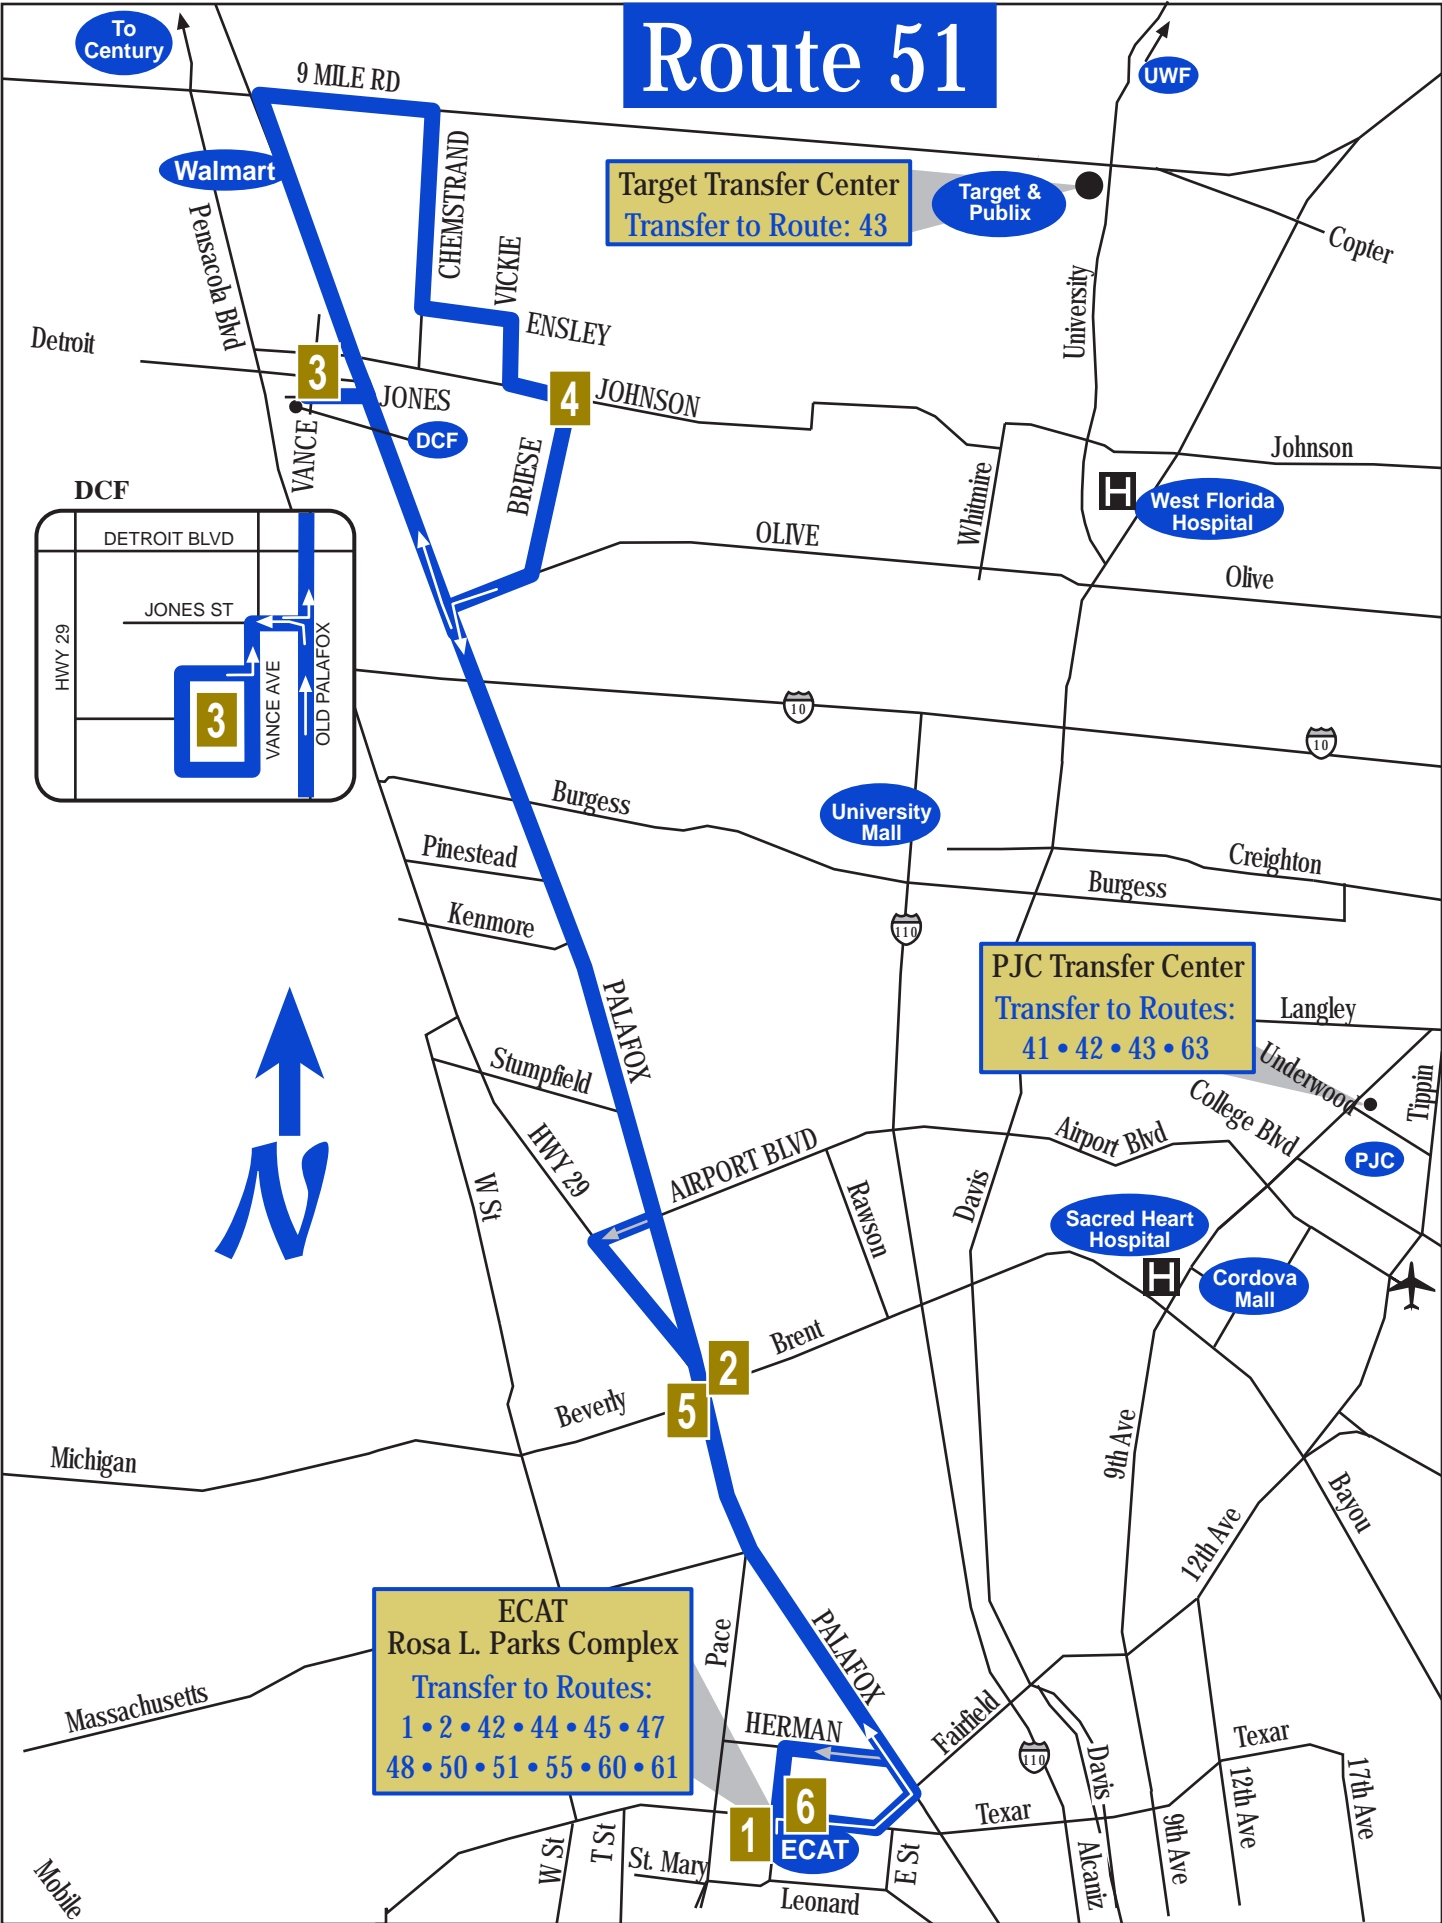 Route 51
To
Century
UWF
9 MILE RD
Walmart
CHEMSTRAND
Target Transfer Center
Transfer to Route: 43
Target &
Publix
Copter
Pensacola Blvd
VICKIE
University
Detroit
ENSLEY
3
JONES
4
JOHNSON
DCF
Johnson
VANCE
BRIESE
Whitmire
H
West Florida
Hospital
OLIVE
Olive
DCF
DETROIT BLVD
JONES ST
HWY 29
3
VANCE AVE
OLD PALAFOX
10
10
Burgess
University
Mall
Pinestead
Creighton
Burgess
Kenmore
110
PALAFOX
PJC Transfer Center
Transfer to Routes:
41 • 42 • 43 • 63
Langley
Stumpfield
Underwood
Tippin
College Blvd
HWY 29
AIRPORT BLVD
Airport Blvd
PJC
W St
Rawson
Davis
Sacred Heart
Hospital
H
Cordova
Mall
N
Brent
2
5
Beverly
Michigan
9th Ave
Bayou
12th Ave
ECAT
Rosa L. Parks Complex
Transfer to Routes:
1 • 2 • 42 • 44 • 45 • 47
48 • 50 • 51 • 55 • 60 • 61
Pace
PALAFOX
Massachusetts
HERMAN
Fairfield
110
Texar
Davis
12th Ave
17th Ave
6
1
ECAT
Texar
9th Ave
W St
T St
St. Mary
E St
Alcaniz
Leonard
Mobile